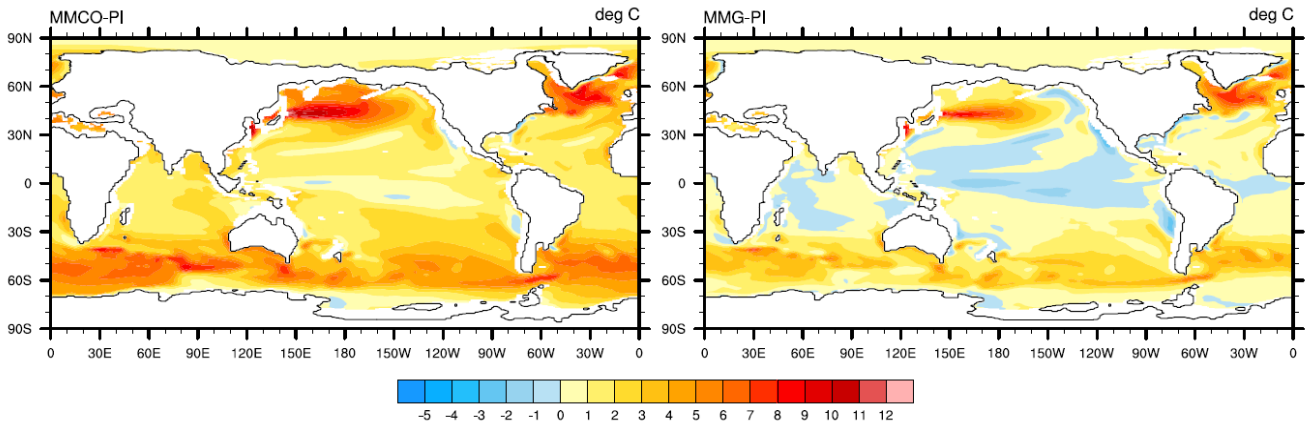 MMCO-PI deg C MMG-PI deg C
90N 90N
60N 60N
30N 30N
0 0
30S 30S
60S 60S
90S 90S
0 30E 60E 90E 120E 150E 180 150W 120W 90W 60W 30W 0 0 30E 60E 90E 120E 150E 180 150W 120W 90W 60W 30W 0
-5 -4 -3 -2 -1 0 1 2 3 4 5 6 7 8 9 10 11 12